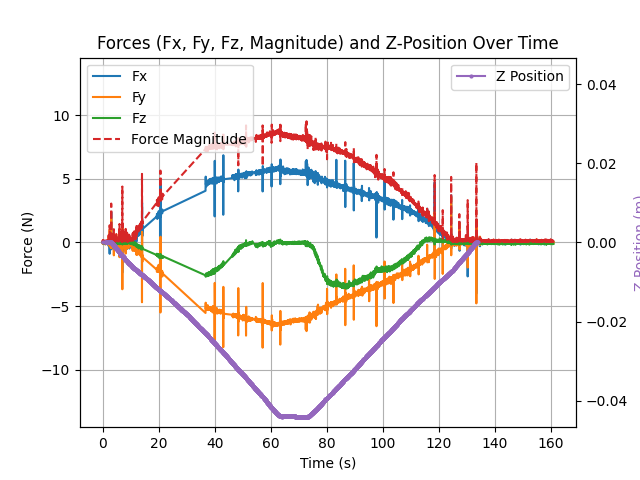 Forces (Fx, Fy, Fz, Magnitude) and Z-Position Over Time
Fx
Fy
Fz
Force Magnitude
Z Position
10
5
0
−5
−10
Force (N)
0.04
0.02
0.00
−0.02
−0.04
Z Position (m)
0
20
40
60
80
100
120
140
160
Time (s)